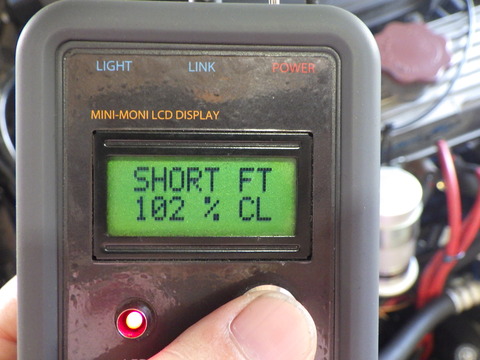 LIGHT LINK POWER
MINI-MONI LCD DISPLAY
SHORT FT
102 % CL